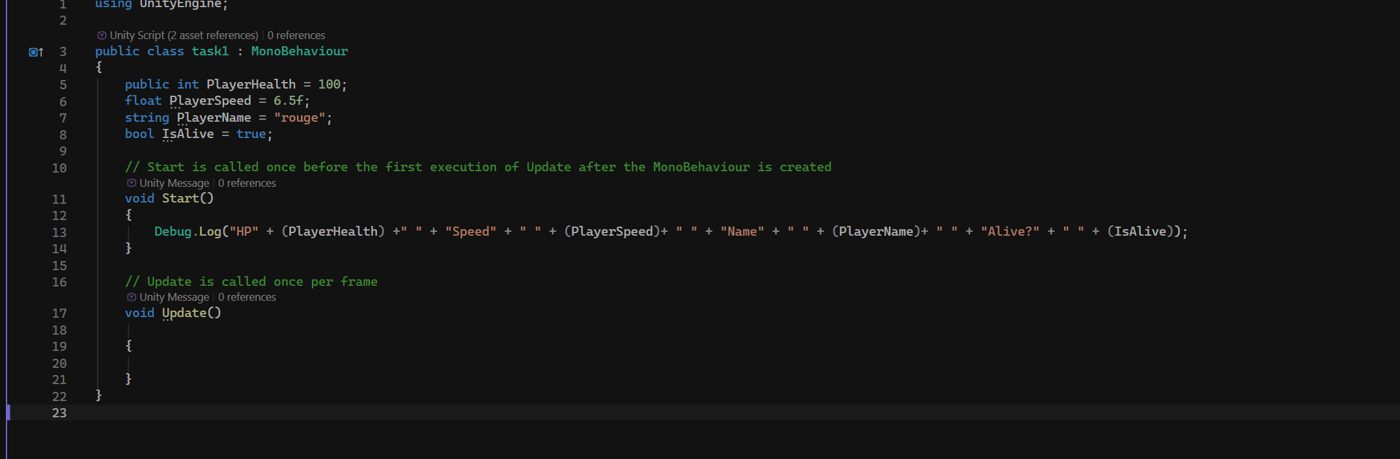 1 using UnityEngine;
2
Unity Script (2 asset references) | 0 references
3 public class task1 : MonoBehaviour
4 {
5 public int PlayerHealth = 100;
6 float PlayerSpeed = 6.5f;
7 string PlayerName = "rouge";
8 bool IsAlive = true;
9
10 // Start is called once before the first execution of Update after the MonoBehaviour is created
Unity Message | 0 references
11 void Start()
12 {
13 Debug.Log("HP" + (PlayerHealth) +" " + "Speed" + " " + (PlayerSpeed)+ " " + "Name" + " " + (PlayerName)+ " " + "Alive?" + " " + (IsAlive));
14 }
15
16 // Update is called once per frame
Unity Message | 0 references
17 void Update()
18
19 {
20
21 }
22 }
23